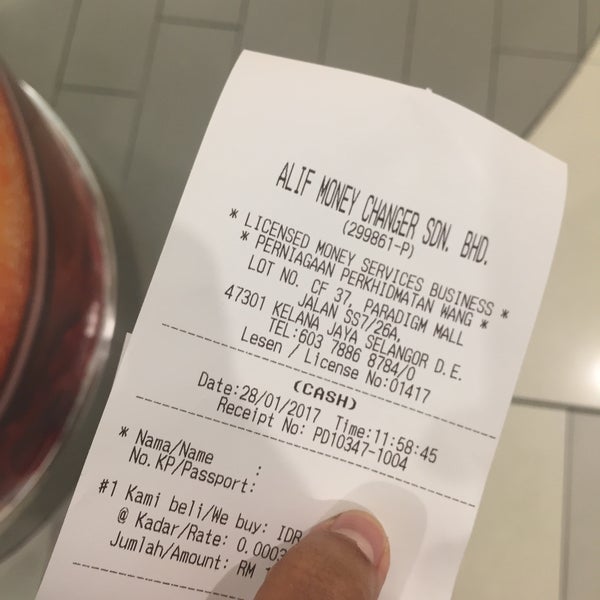 ALIF MONEY CHANGER SDN. BHD.
(299861-P)
* LICENSED MONEY SERVICES BUSINESS *
* PERNIAGAAN PERKHIDMATAN WANG *
LOT NO. CF 37, PARADIGM MALL
JALAN SS7/26A,
47301 KELANA JAYA SELANGOR D.E.
TEL:603 7886 8784/0
Lesen / License No:01417
(CASH)
Date:28/01/2017 Time:11:58:45
Receipt No: PD10347-1004
* Nama/Name :
No.KP/Passport:
#1 Kami beli/We buy: IDR
@ Kadar/Rate: 0.0003
Jumlah/Amount: RM